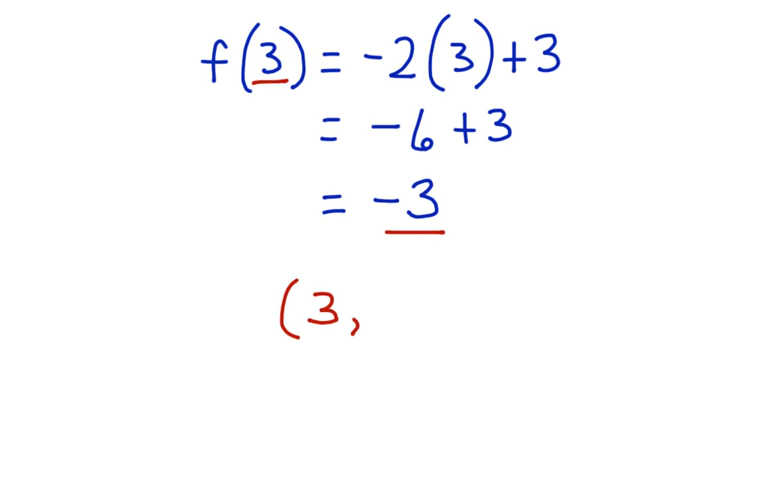 f(3) = -2(3)+3
= -6+3
= -3
(3,